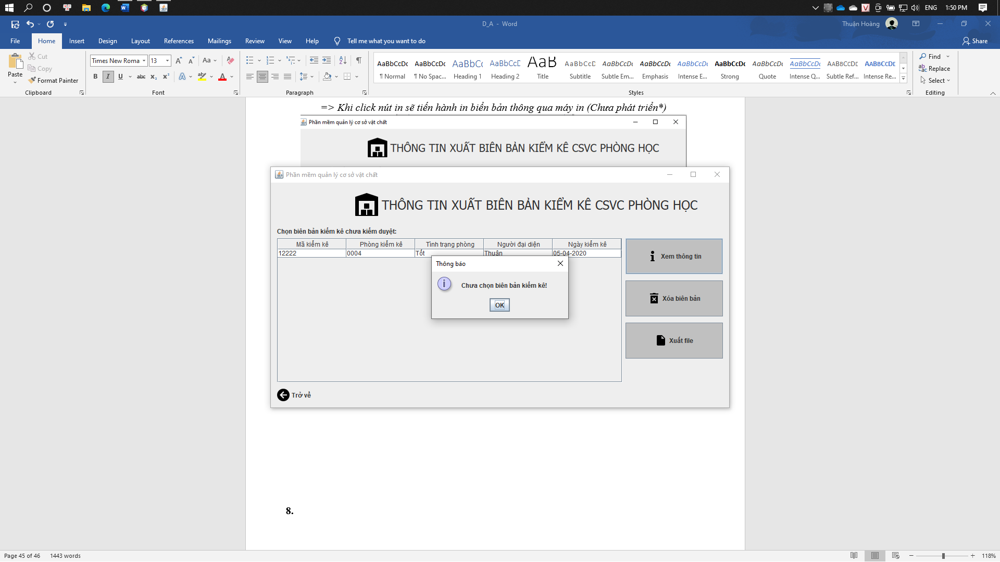 ENG 1:50 PM
D_A - Word
Thuận Hoàng
File Home Insert Design Layout References Mailings Review View Help Tell me what you want to do
Share
Paste
Cut
Copy
Format Painter
Clipboard
Times New Roma 13
Font
Paragraph
AaBbCcDc AaBbCcDc AaBbCc AaBbCcD AaB AaBbCcD AaBbCcDc AaBbCcDc AaBbCcDc AaBbCcDc AaBbCcDc AaBbCcDc AaBbCcDc AaBbCcDc
¶ Normal ¶ No Spac... Heading 1 Heading 2 Title Subtitle Subtle Em... Emphasis Intense E... Strong Quote Intense Q... Subtle Ref... Intense Re...
Styles
Find
Replace
Select
Editing
=> Khi click nút in sẽ tiến hành in biển bản thông qua máy in (Chưa phát triển*)
Phần mềm quản lý cơ sở vật chất
THÔNG TIN XUẤT BIÊN BẢN KIỂM KÊ CSVC PHÒNG HỌC
Phần mềm quản lý cơ sở vật chất
THÔNG TIN XUẤT BIÊN BẢN KIỂM KÊ CSVC PHÒNG HỌC
Chọn biên bản kiểm kê chưa kiểm duyệt:
Mã kiểm kê Phòng kiểm kê Tình trạng phòng Người đại diện Ngày kiểm kê
12222 0004 Tốt Thuận 05-04-2020
Xem thông tin
Xóa biên bản
Xuất file
Thông báo
Chưa chọn biên bản kiểm kê!
OK
Trở về
8.
Page 45 of 46 1443 words
118%